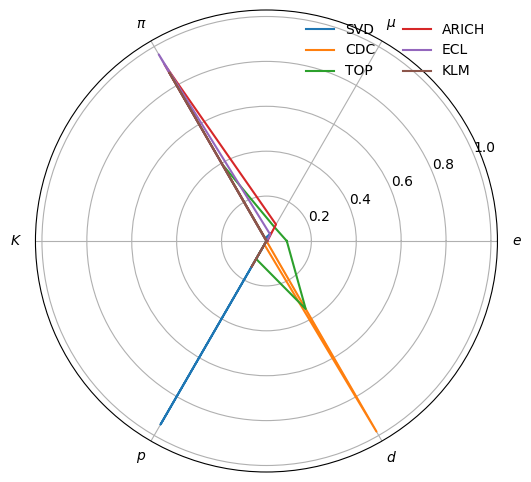 π
μ
SVD ARICH
CDC ECL
TOP KLM
1.0
0.8
0.6
0.4
0.2
K
e
p
d